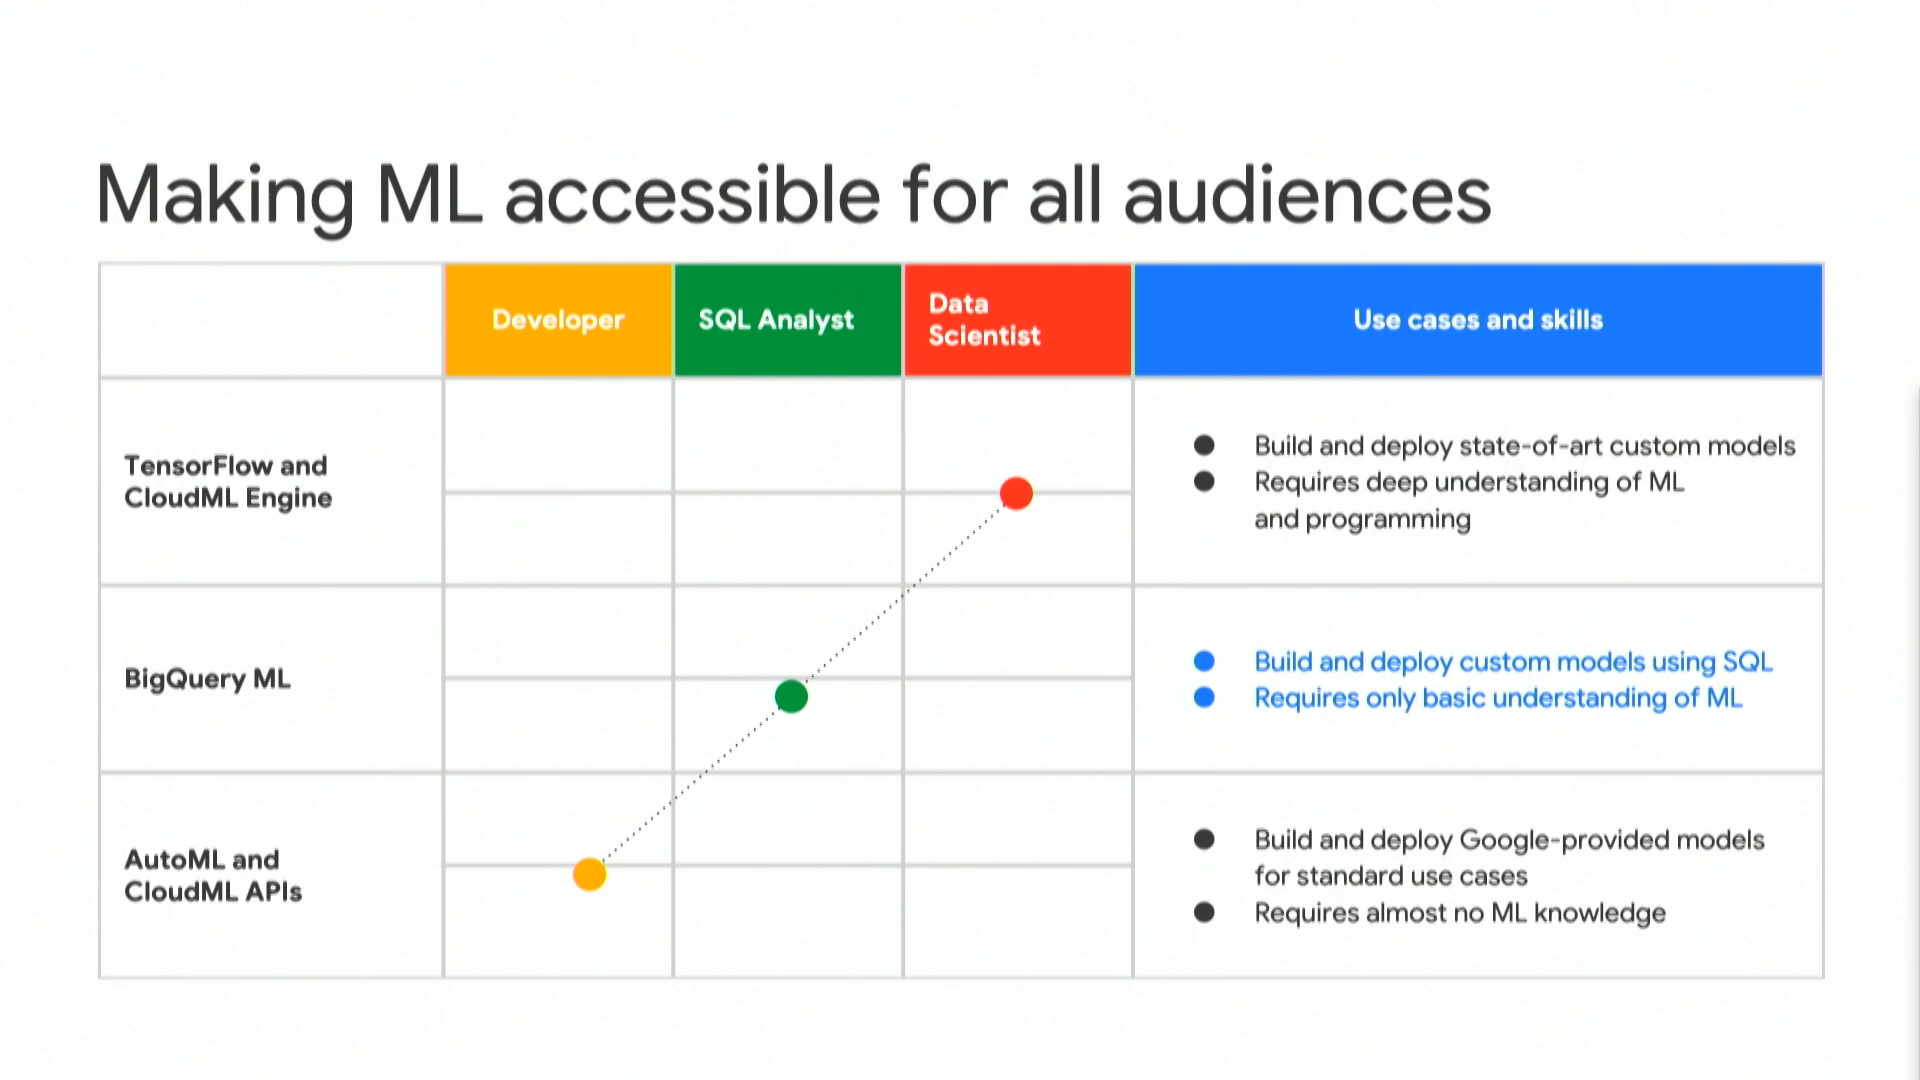 Making ML accessible for all audiences
Developer
SQL Analyst
Data
Scientist
Use cases and skills
TensorFlow and
CloudML Engine
Build and deploy state-of-art custom models
Requires deep understanding of ML
and programming
BigQuery ML
Build and deploy custom models using SQL
Requires only basic understanding of ML
AutoML and
CloudML APIs
Build and deploy Google-provided models
for standard use cases
Requires almost no ML knowledge